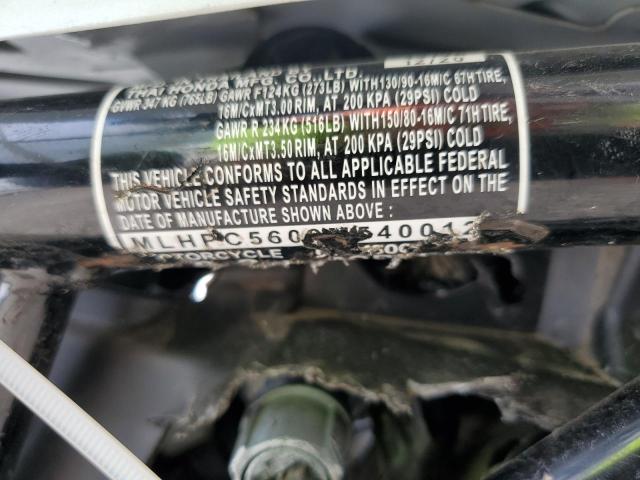 12/20
THAI HONDA MFG. CO., LTD.
GVWR 347 KG (765LB) GAWR F124KG (273LB) WITH130/90-16M/C 67H TIRE,
16M/CxMT3.00 RIM, AT 200 KPA (29PSI) COLD
GAWR R 234KG (516LB) WITH150/80-16M/C 71H TIRE,
16M/CxMT3.50 RIM, AT 200 KPA (29PSI) COLD
THIS VEHICLE CONFORMS TO ALL APPLICABLE FEDERAL
MOTOR VEHICLE SAFETY STANDARDS IN EFFECT ON THE
DATE OF MANUFACTURE SHOWN ABOVE :
MOTORCYCLE